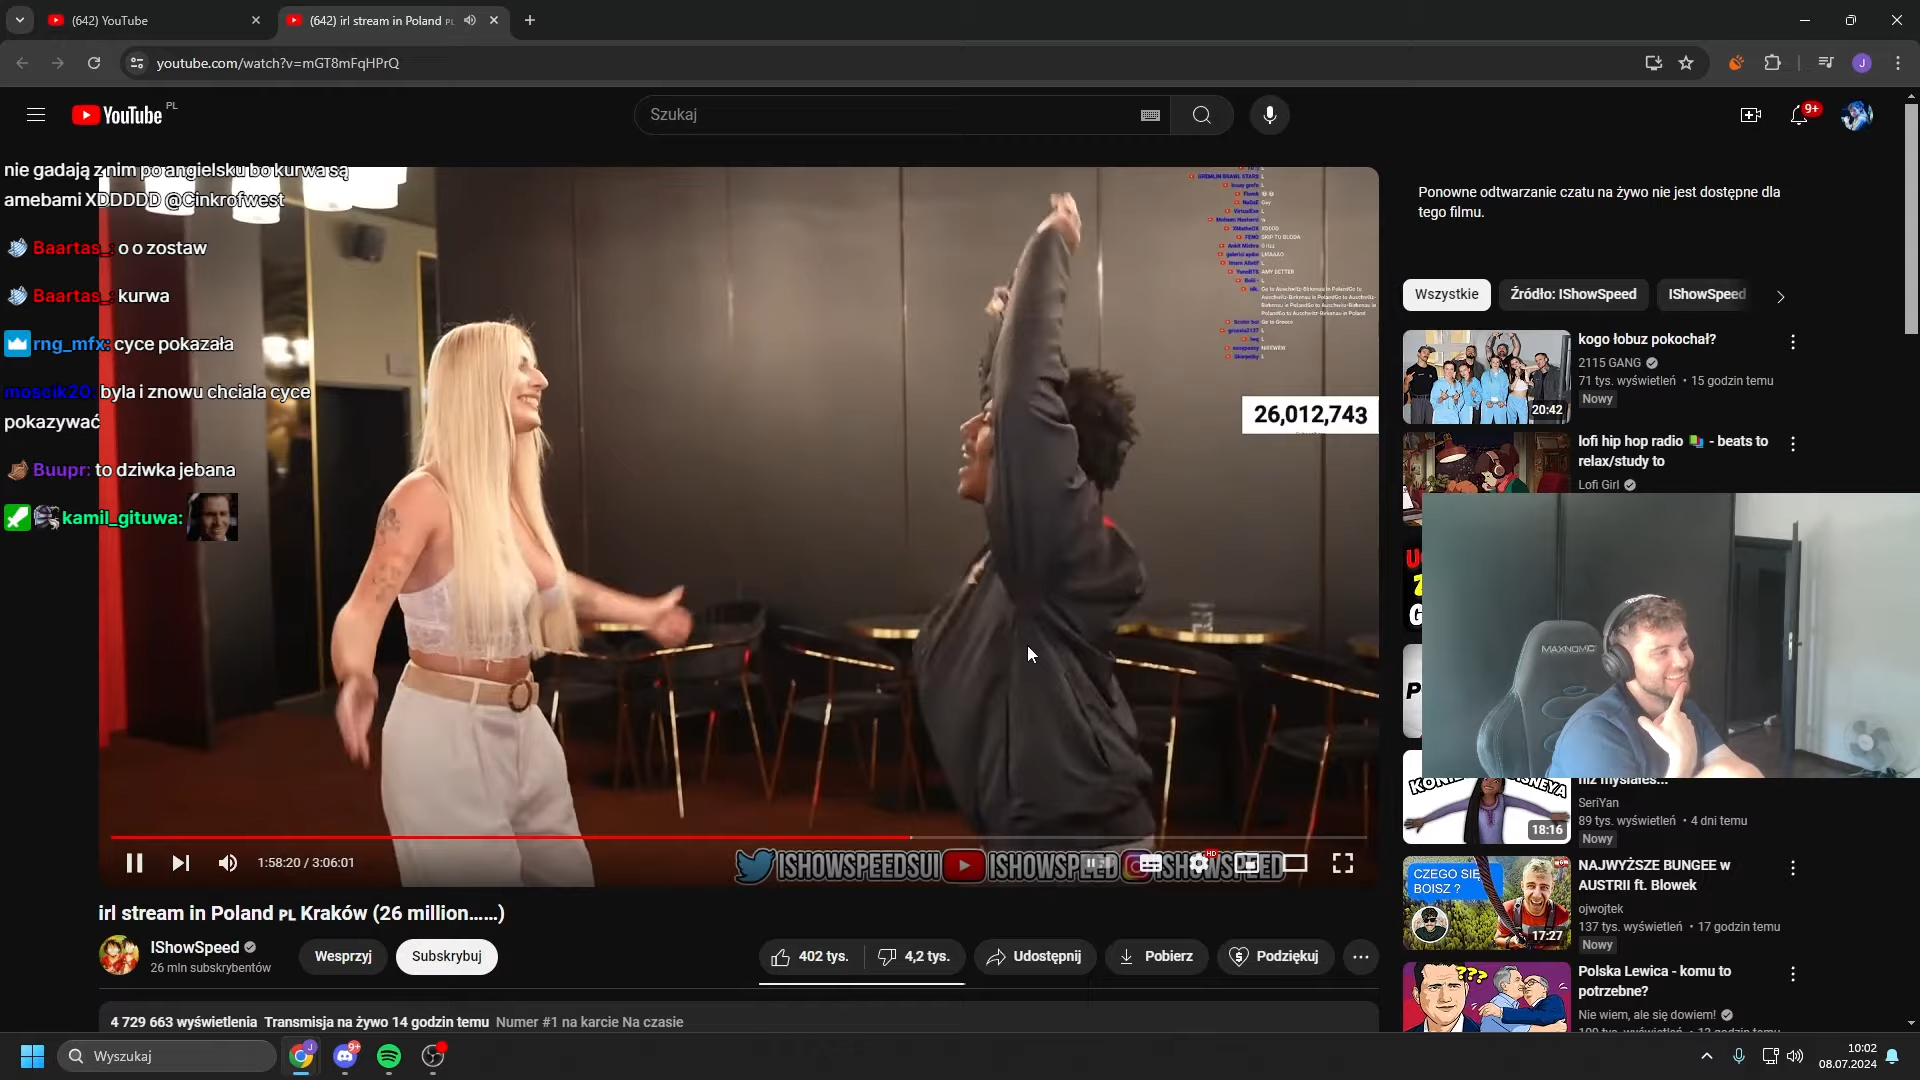 (642) YouTube
(642) irl stream in Poland PL
youtube.com/watch?v=mGT8mFqHPrQ
J
YouTube PL
Szukaj
9+
nie gadają z nim po angielsku bo kurwa są
amebami XDDDDD @Cinkrofwest
Baartas_: o o zostaw
Baartas_: kurwa
rng_mfx: cyce pokazała
moscik20: byla i znowu chciala cyce
pokazywać
Buupr: to dziwka jebana
kamil_gituwa:
26,012,743
MAXNOMIC
1:58:20 / 3:06:01
HD
ISHOWSPEEDSUI ISHOWSPEED ISHOWSPEED
irl stream in Poland PL Kraków (26 million......)
IShowSpeed
26 mln subskrybentów
Wesprzyj
Subskrybuj
402 tys.
4,2 tys.
Udostępnij
Pobierz
Podziękuj
4 729 663 wyświetlenia Transmisja na żywo 14 godzin temu Numer #1 na karcie Na czasie
Ponowne odtwarzanie czatu na żywo nie jest dostępne dla
tego filmu.
Wszystkie
Źródło: IShowSpeed
IShowSpeed
kogo łobuz pokochał?
2115 GANG
71 tys. wyświetleń • 15 godzin temu
Nowy
20:42
lofi hip hop radio - beats to
relax/study to
Lofi Girl
niż myślałeś...
SeriYan
89 tys. wyświetleń • 4 dni temu
Nowy
18:16
NAJWYŻSZE BUNGEE w
AUSTRII ft. Blowek
ojwojtek
137 tys. wyświetleń • 17 godzin temu
Nowy
CZEGO SIĘ
BOISZ ?
17:27
Polska Lewica - komu to
potrzebne?
Nie wiem, ale się dowiem!
???
Wyszukaj
J
9+
10:02
08.07.2024